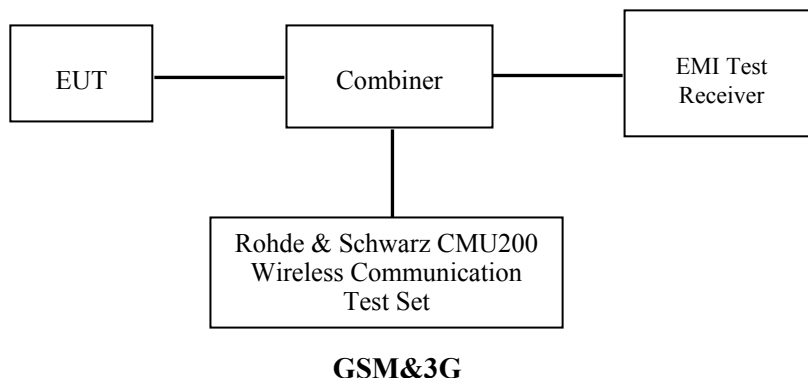 EUT
Combiner
EMI Test
Receiver
Rohde & Schwarz CMU200
Wireless Communication
Test Set
GSM&3G